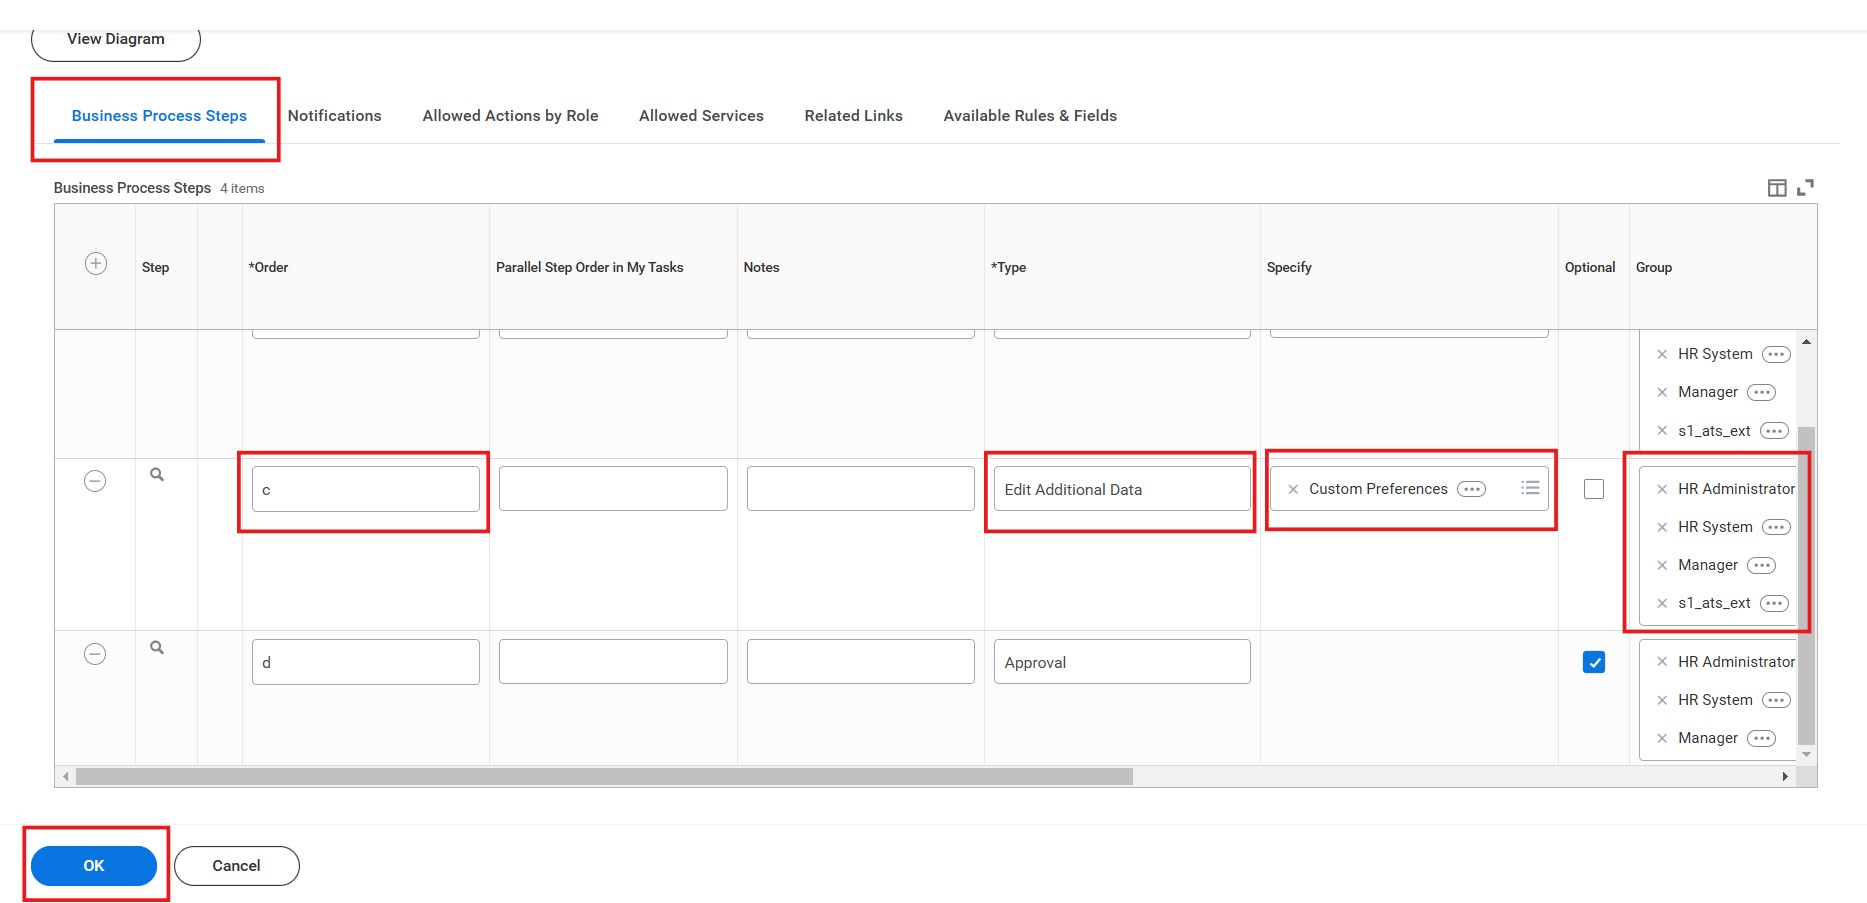 View Diagram
Business Process Steps Notifications Allowed Actions by Role Allowed Services Related Links Available Rules & Fields
Business Process Steps 4 items
Step *Order Parallel Step Order in My Tasks Notes *Type Specify Optional Group
HR System
Manager
s1_ats_ext
c Edit Additional Data Custom Preferences HR Administrator
HR System
Manager
s1_ats_ext
d Approval HR Administrator
HR System
Manager
OK Cancel